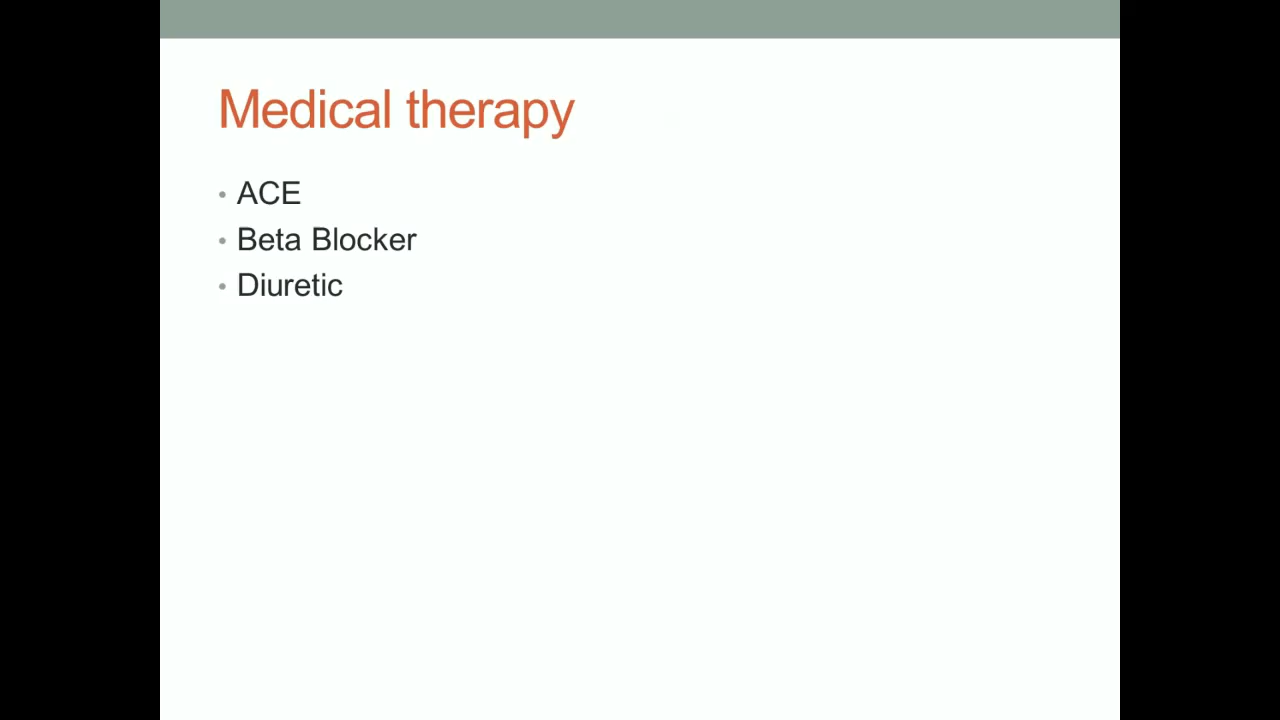 Medical therapy
• ACE
• Beta Blocker
• Diuretic